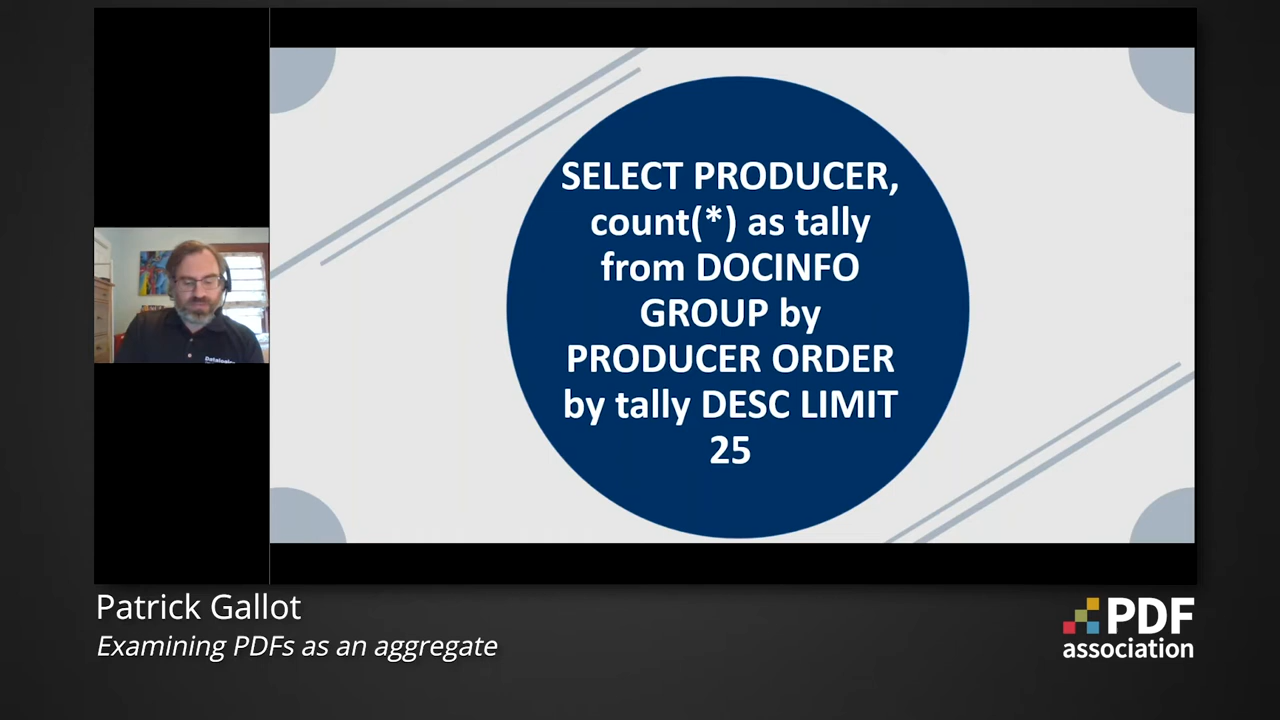 SELECT PRODUCER,
count(*) as tally
from DOCINFO
GROUP by
PRODUCER ORDER
by tally DESC LIMIT
25
Patrick Gallot
Examining PDFs as an aggregate
PDF
association